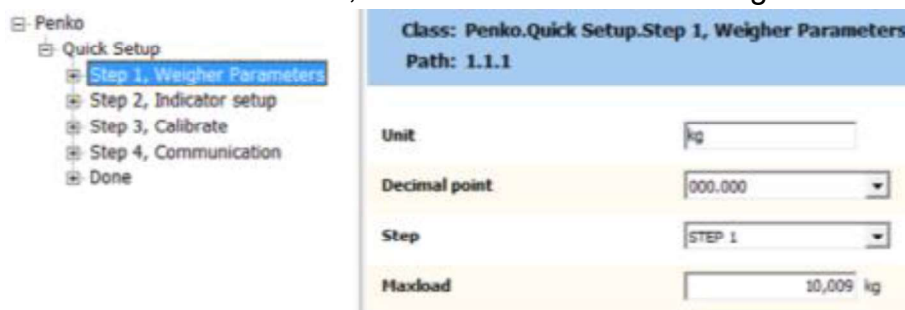 Penko
Quick Setup
Step 1, Weigher Parameters
Step 2, Indicator setup
Step 3, Calibrate
Step 4, Communication
Done
Class: Penko.Quick Setup.Step 1, Weigher Parameters
Path: 1.1.1
Unit kg
Decimal point 000.000
Step STEP 1
Maxload 10,009 kg